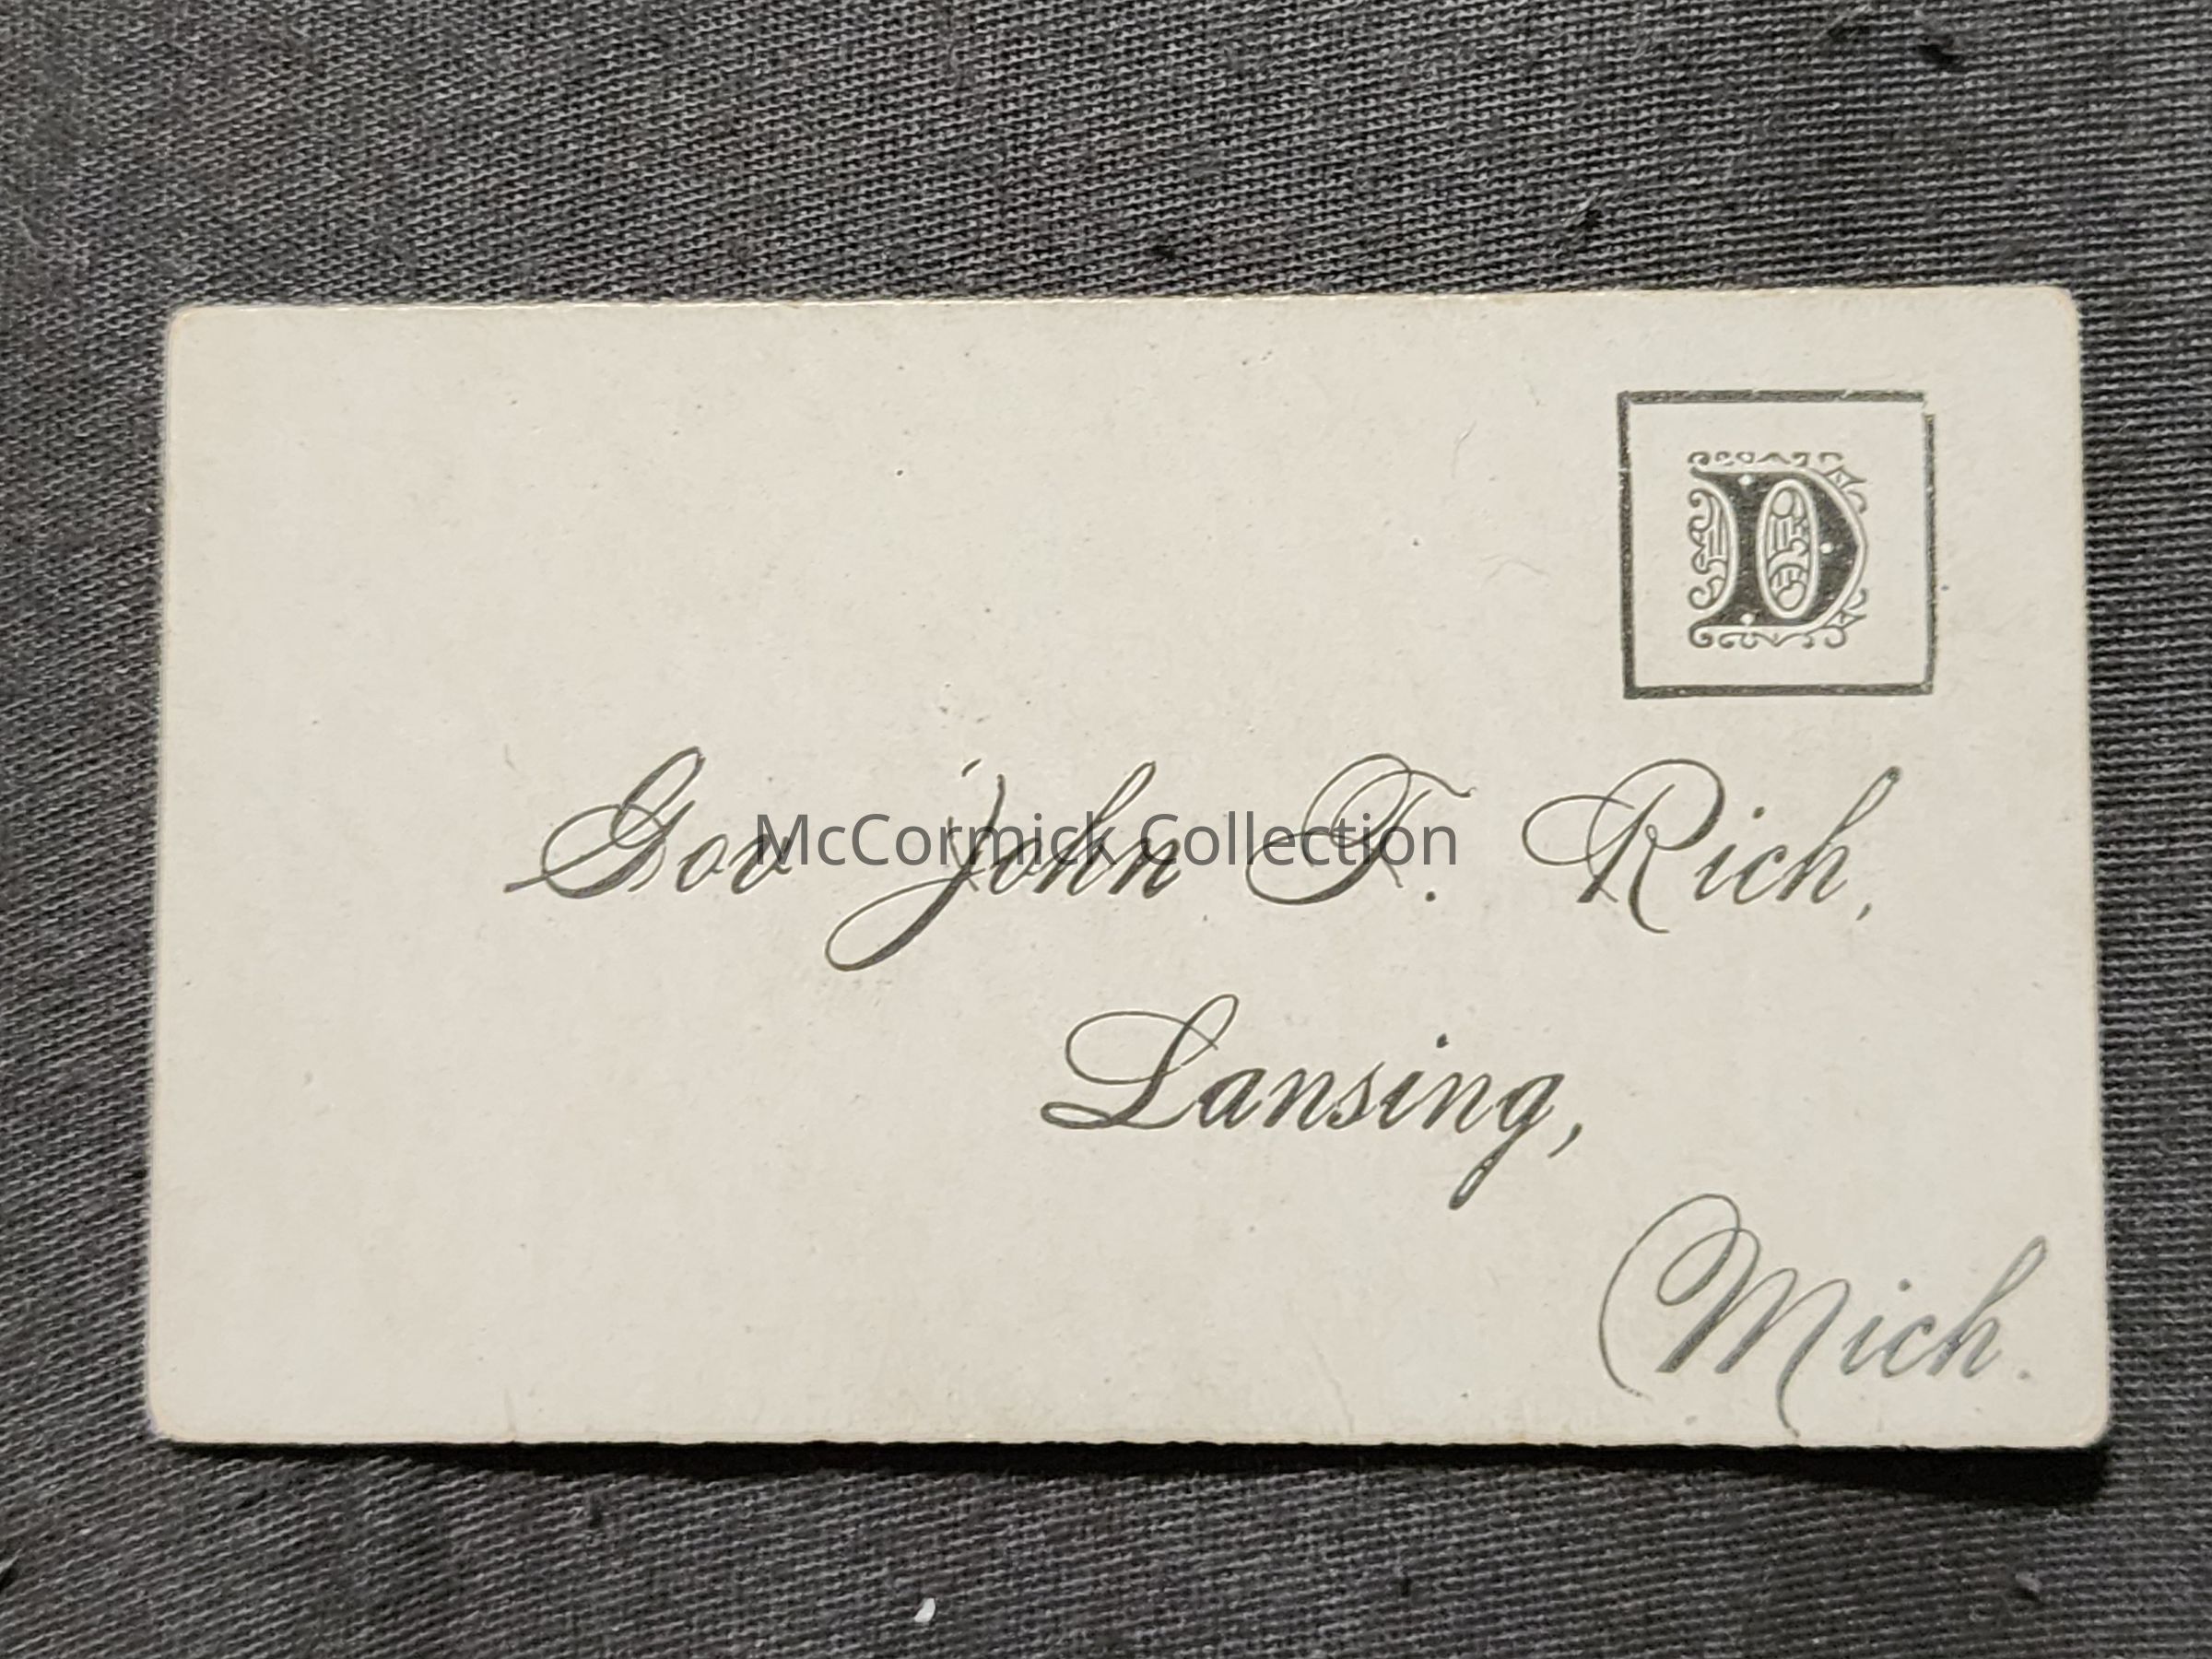 D
Gov John T. Rich,
McCormick Collection
Lansing,
Mich.